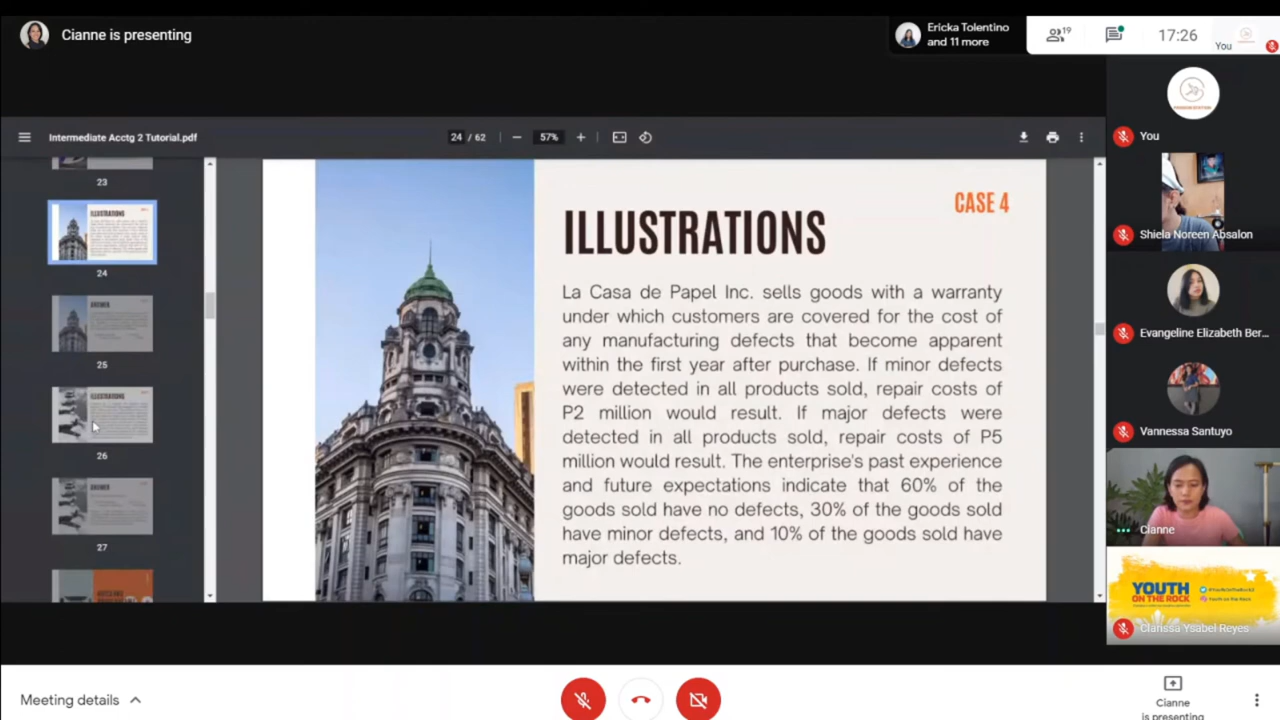 Cianne is presenting
Ericka Tolentino
and 11 more
19
17:26
You
Intermediate Acctg 2 Tutorial.pdf
24 / 62
57%
23
ILLUSTRATIONS
24
ANSWER
25
ILLUSTRATIONS
26
ANSWER
27
CASE 4
ILLUSTRATIONS
La Casa de Papel Inc. sells goods with a warranty
under which customers are covered for the cost of
any manufacturing defects that become apparent
within the first year after purchase. If minor defects
were detected in all products sold, repair costs of
P2 million would result. If major defects were
detected in all products sold, repair costs of P5
million would result. The enterprise's past experience
and future expectations indicate that 60% of the
goods sold have no defects, 30% of the goods sold
have minor defects, and 10% of the goods sold have
major defects.
You
Shiela Noreen Absalon
Evangeline Elizabeth Ber...
Vannessa Santuyo
Cianne
YOUTH
ON THE ROCK
Clarissa Ysabel Reyes
Meeting details
Cianne
is presenting